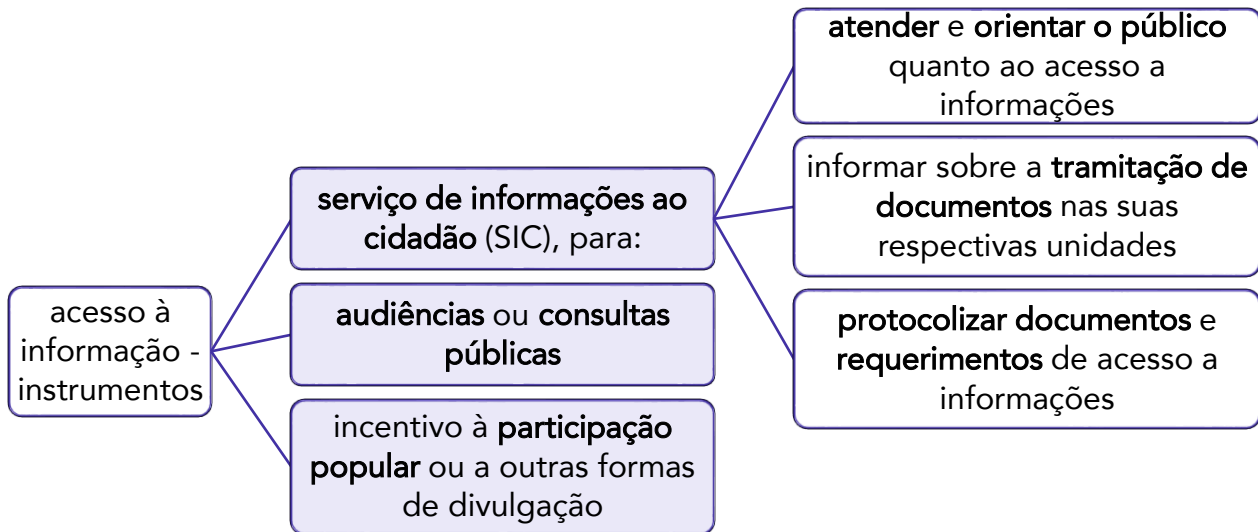 acesso à
informação -
instrumentos
serviço de informações ao
cidadão (SIC), para:
atender e orientar o público
quanto ao acesso a
informações
informar sobre a tramitação de
documentos nas suas
respectivas unidades
protocolizar documentos e
requerimentos de acesso a
informações
audiências ou consultas
públicas
incentivo à participação
popular ou a outras formas
de divulgação